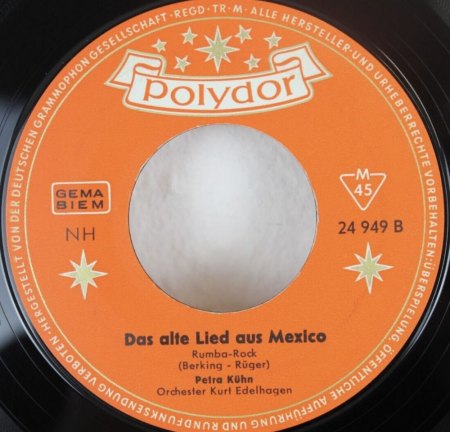 HERGESTELLT VON DER DEUTSCHEN GRAMMOPHON GESELLSCHAFT · REGD · TR · M · ALLE HERSTELLER- UND URHEBERRECHTE VORBEHALTEN · ÜBERSPIELUNG, ÖFFENTLICHE AUFFÜHRUNG UND RUNDFUNKSENDUNG VERBOTEN ·
Polydor
GEMA
BIEM
NH
M
45
24 949 B
Das alte Lied aus Mexico
Rumba-Rock
(Berking - Rüger)
Petra Kühn
Orchester Kurt Edelhagen